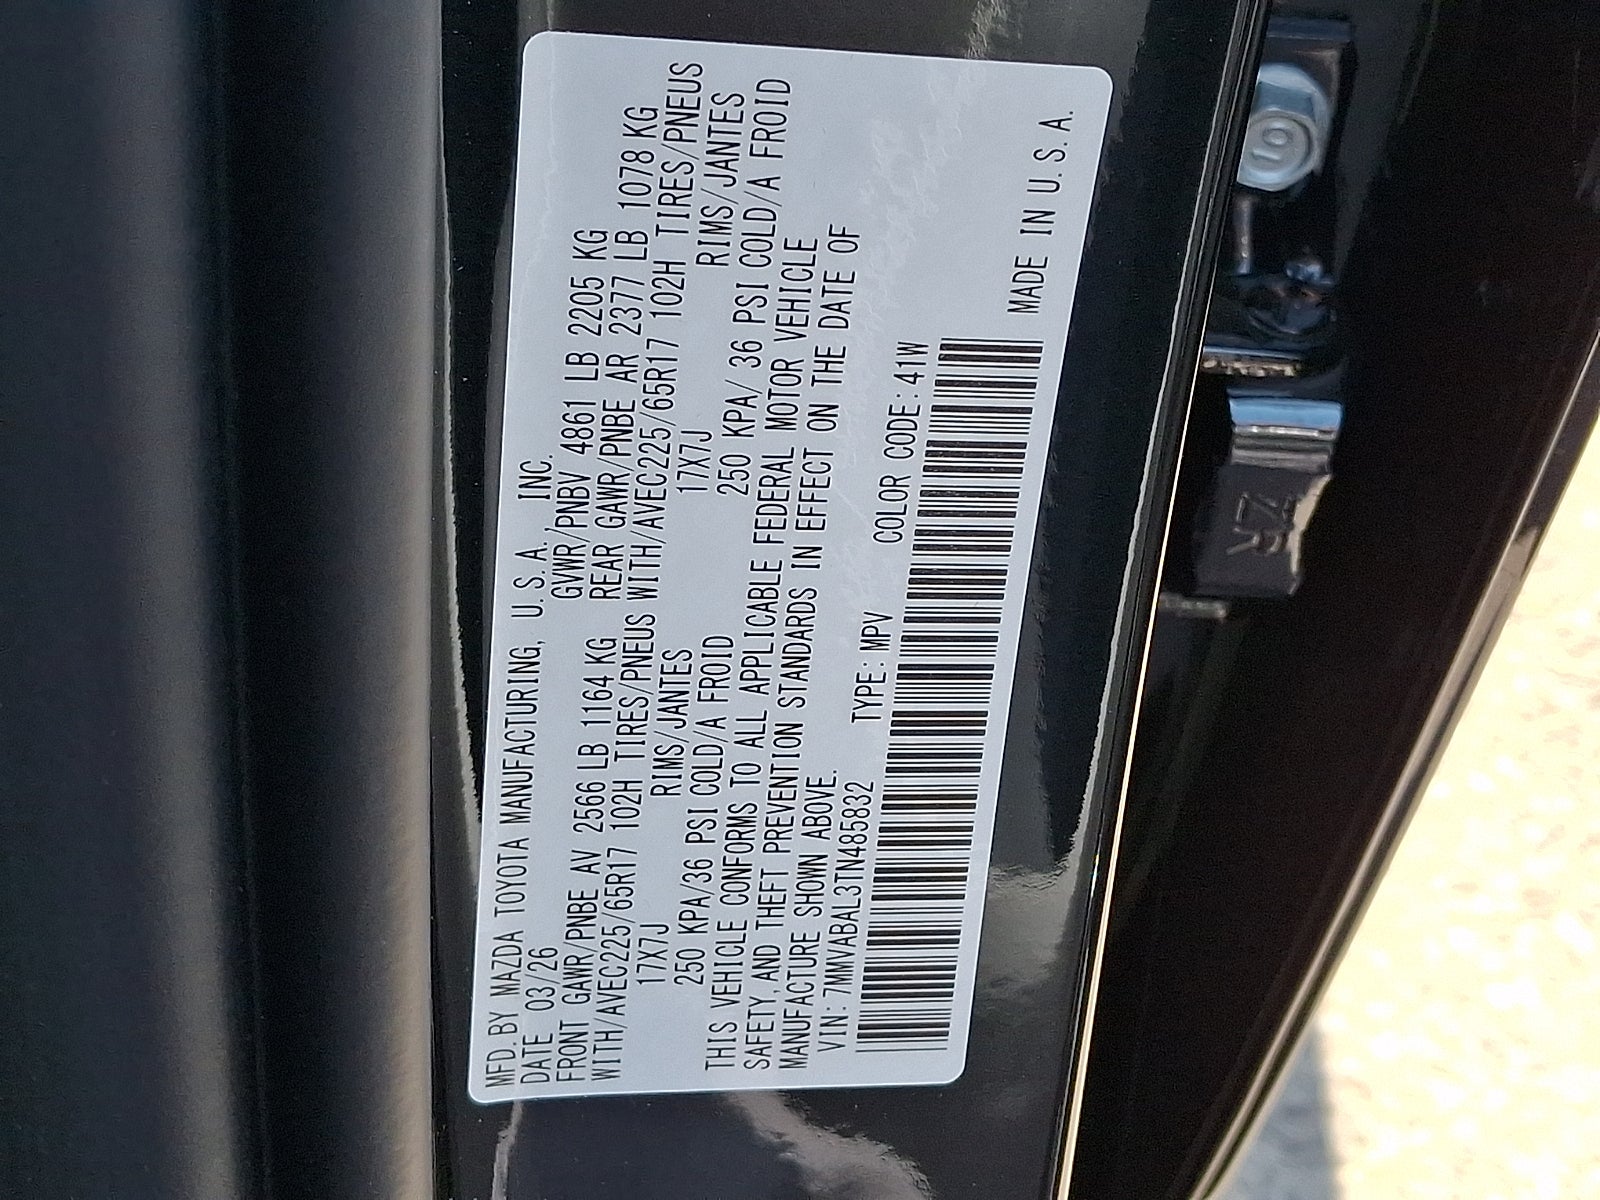 MFD. BY MAZDA TOYOTA MANUFACTURING, U.S.A. INC.
DATE 03/26 GVWR/PNBV 4861 LB 2205 KG
FRONT GAWR/PNBE AV 2566 LB 1164 KG REAR GAWR/PNBE AR 2377 LB 1078 KG
WITH/AVEC225/65R17 102H TIRES/PNEUS WITH/AVEC225/65R17 102H TIRES/PNEUS
17X7J RIMS/JANTES 17X7J RIMS/JANTES
250 KPA/36 PSI COLD/A FROID 250 KPA/ 36 PSI COLD/A FROID
THIS VEHICLE CONFORMS TO ALL APPLICABLE FEDERAL MOTOR VEHICLE
SAFETY, AND THEFT PREVENTION STANDARDS IN EFFECT ON THE DATE OF
MANUFACTURE SHOWN ABOVE.
VIN: 7MMVABAL3TN485832 TYPE: MPV COLOR CODE: 41W
MADE IN U.S.A.
19
ZR